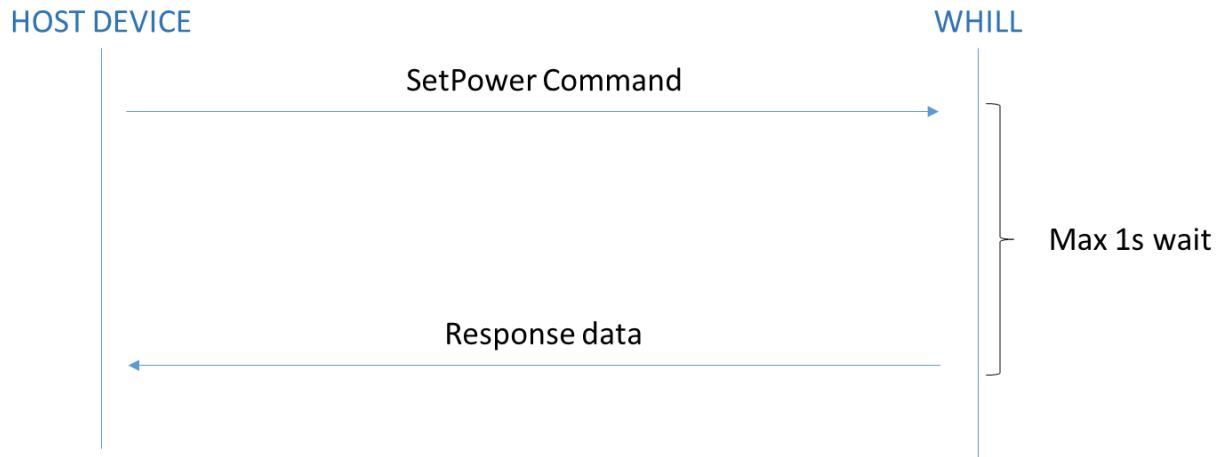 HOST DEVICE
WHILL
SetPower Command
Max 1s wait
Response data